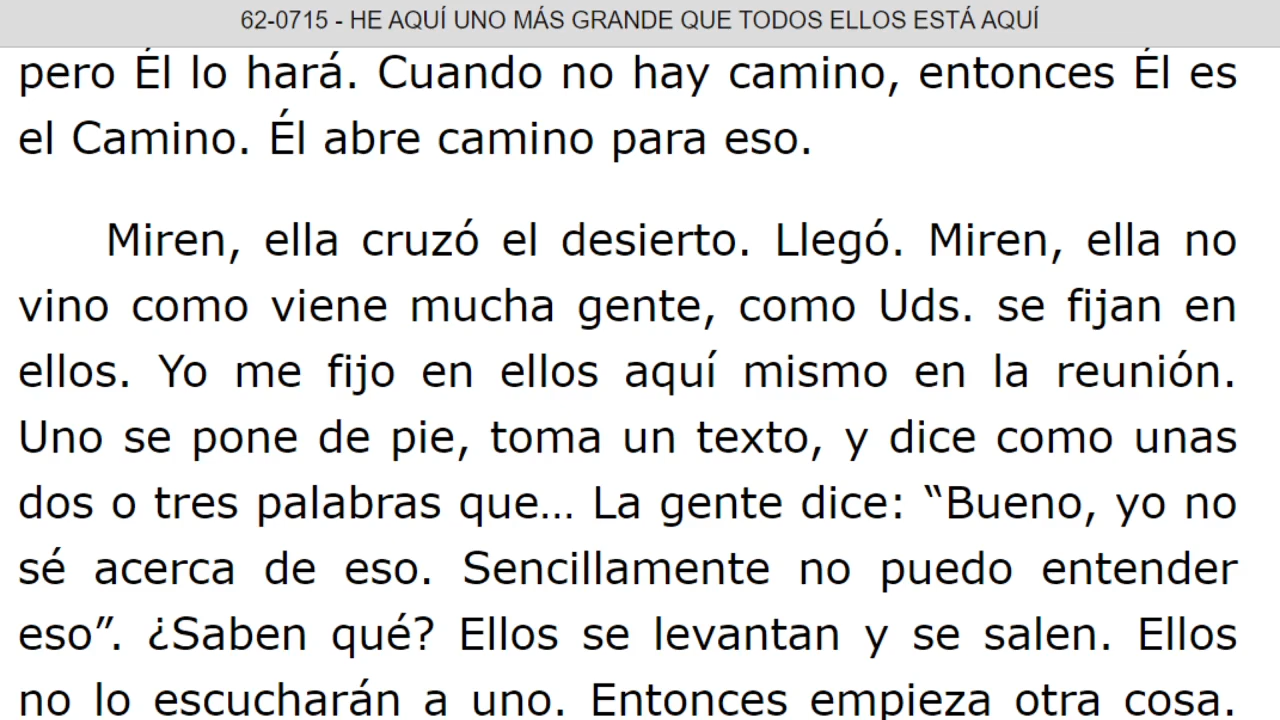 62-0715 - HE AQUÍ UNO MÁS GRANDE QUE TODOS ELLOS ESTÁ AQUÍ
pero Él lo hará. Cuando no hay camino, entonces Él es
el Camino. Él abre camino para eso.
Miren, ella cruzó el desierto. Llegó. Miren, ella no
vino como viene mucha gente, como Uds. se fijan en
ellos. Yo me fijo en ellos aquí mismo en la reunión.
Uno se pone de pie, toma un texto, y dice como unas
dos o tres palabras que… La gente dice: “Bueno, yo no
sé acerca de eso. Sencillamente no puedo entender
eso”. ¿Saben qué? Ellos se levantan y se salen. Ellos
no lo escucharán a uno. Entonces empieza otra cosa.